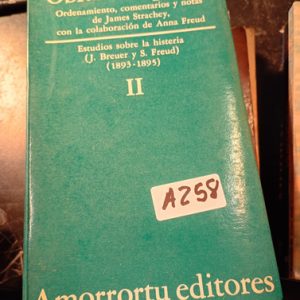 Ordenamiento, comentarios y notas
de James Strachey,
con la colaboración de Anna Freud
Estudios sobre la histeria
(J. Breuer y S. Freud)
(1893-1895)
II
A258
Amorrortu editores